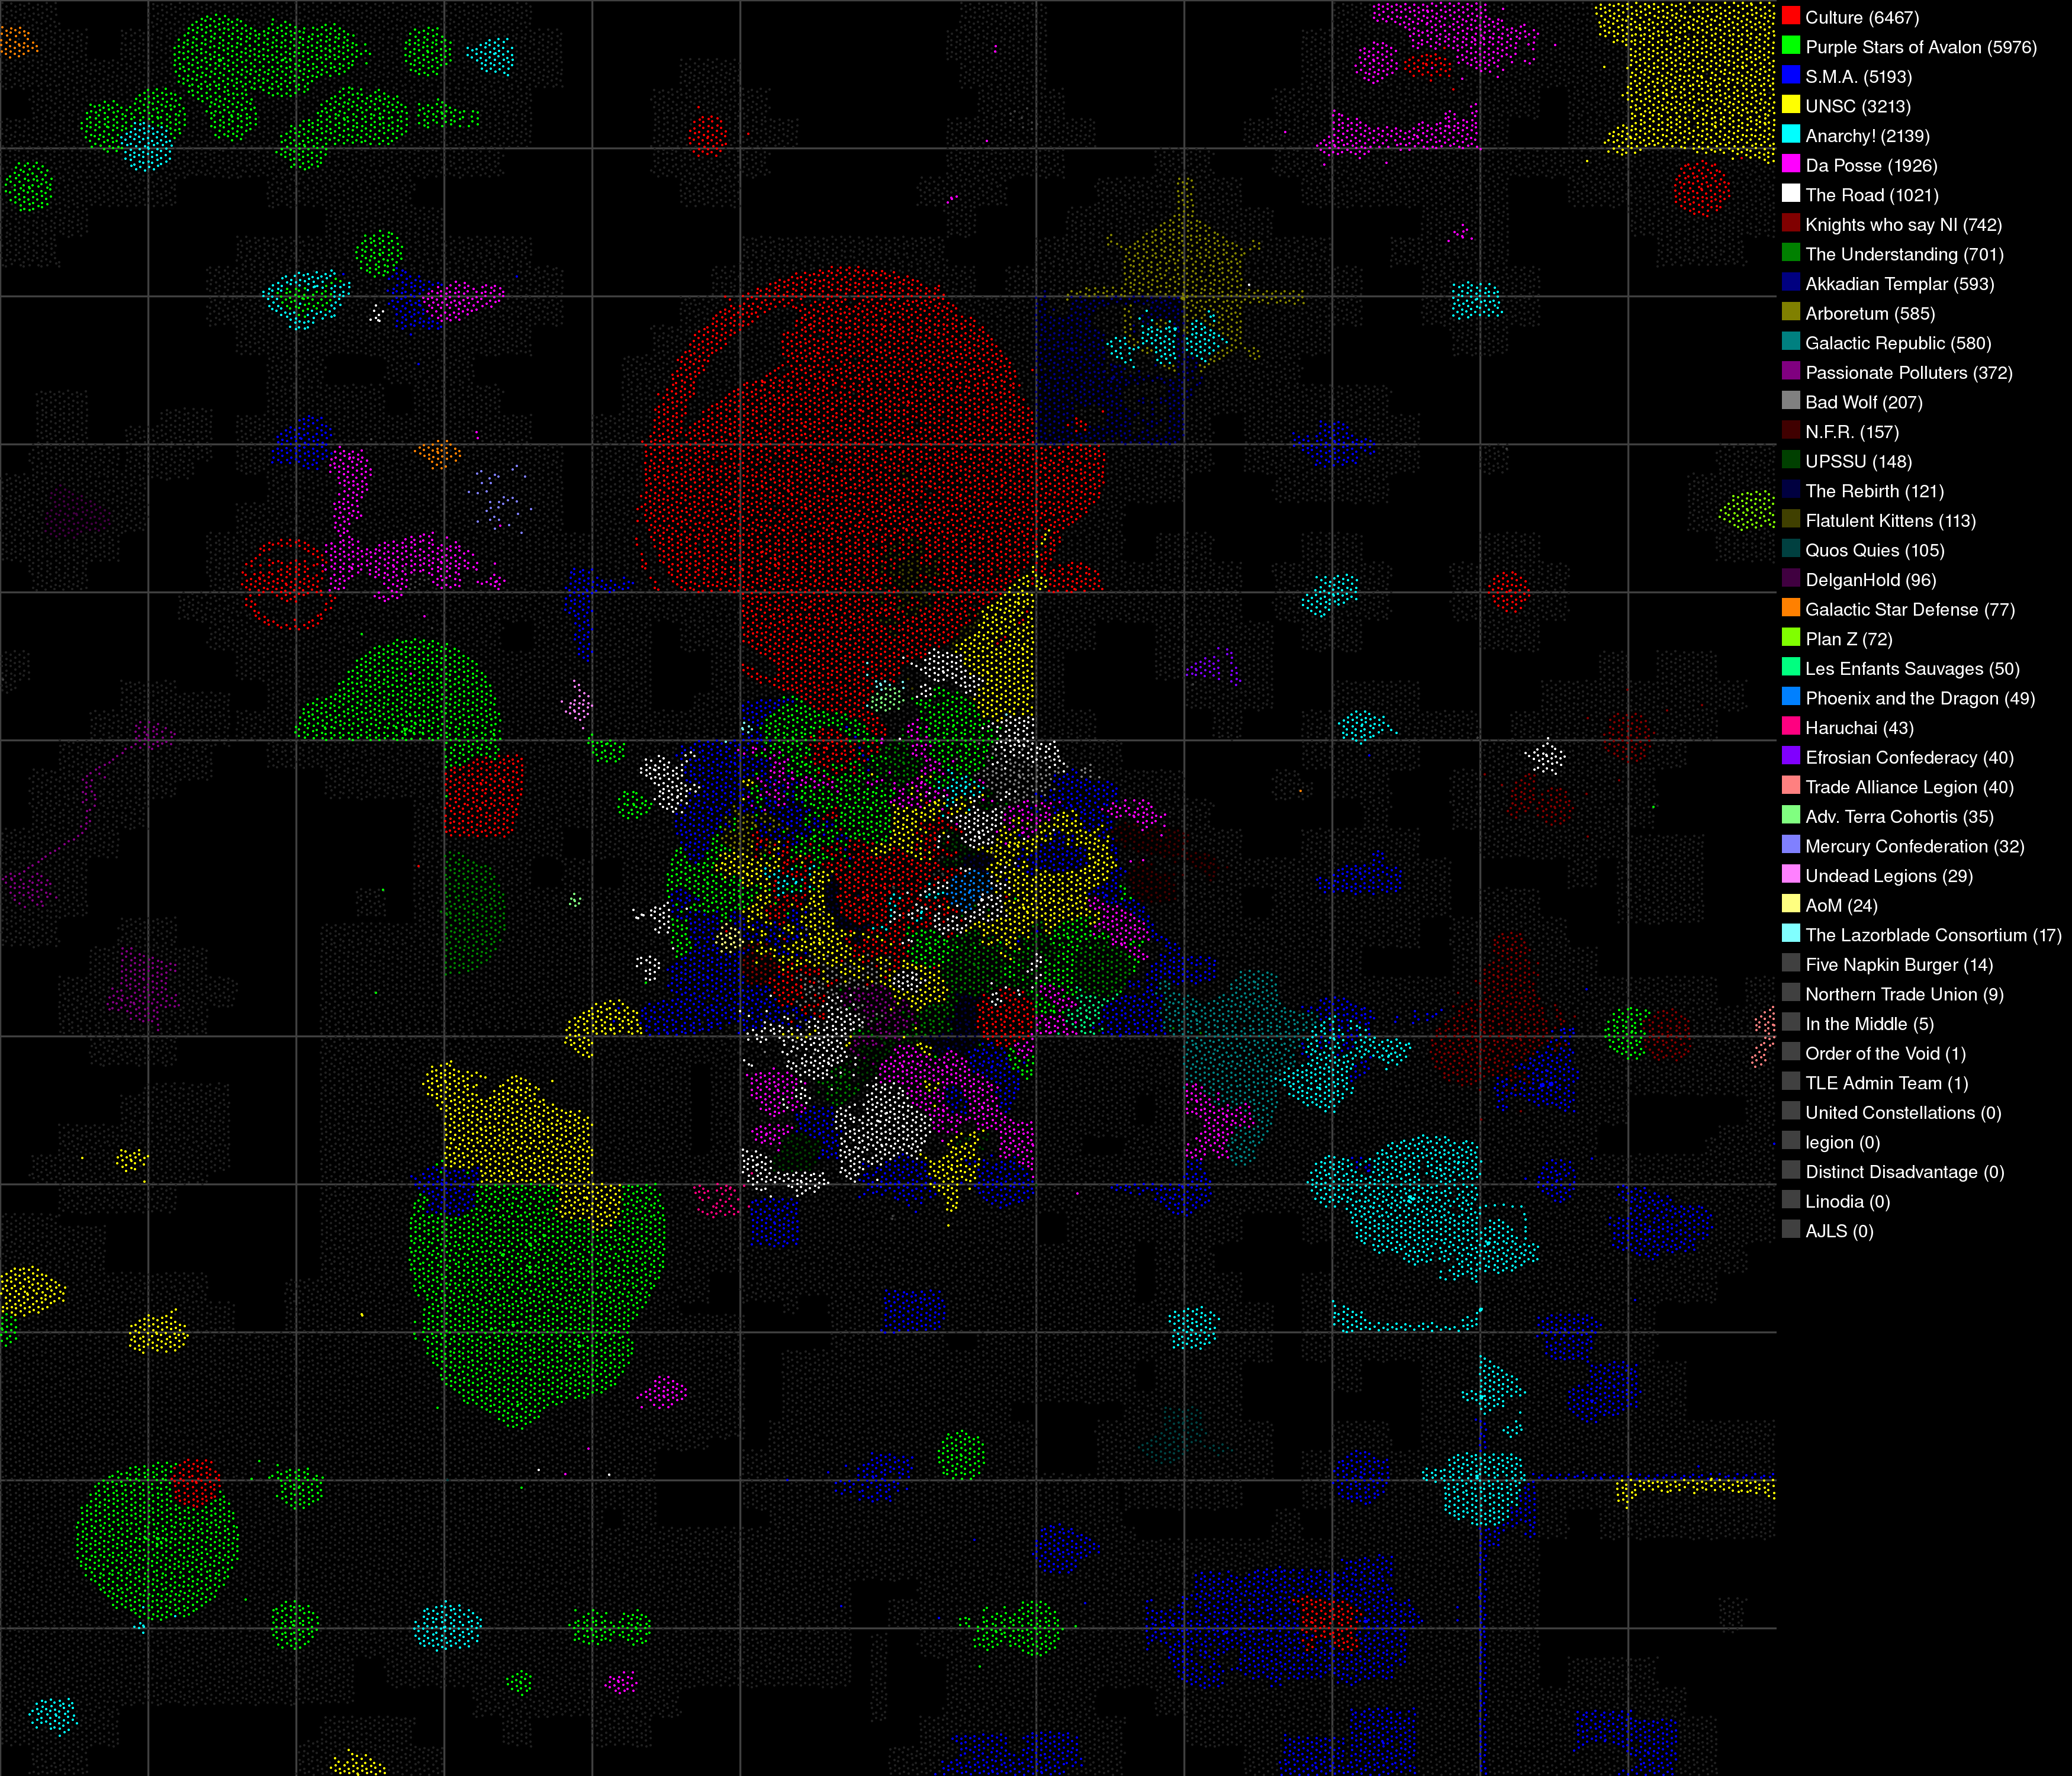 Culture (6467)
Purple Stars of Avalon (5976)
S.M.A. (5193)
UNSC (3213)
Anarchy! (2139)
Da Posse (1926)
The Road (1021)
Knights who say NI (742)
The Understanding (701)
Akkadian Templar (593)
Arboretum (585)
Galactic Republic (580)
Passionate Polluters (372)
Bad Wolf (207)
N.F.R. (157)
UPSSU (148)
The Rebirth (121)
Flatulent Kittens (113)
Quos Quies (105)
DelganHold (96)
Galactic Star Defense (77)
Plan Z (72)
Les Enfants Sauvages (50)
Phoenix and the Dragon (49)
Haruchai (43)
Efrosian Confederacy (40)
Trade Alliance Legion (40)
Adv. Terra Cohortis (35)
Mercury Confederation (32)
Undead Legions (29)
AoM (24)
The Lazorblade Consortium (17)
Five Napkin Burger (14)
Northern Trade Union (9)
In the Middle (5)
Order of the Void (1)
TLE Admin Team (1)
United Constellations (0)
legion (0)
Distinct Disadvantage (0)
Linodia (0)
AJLS (0)